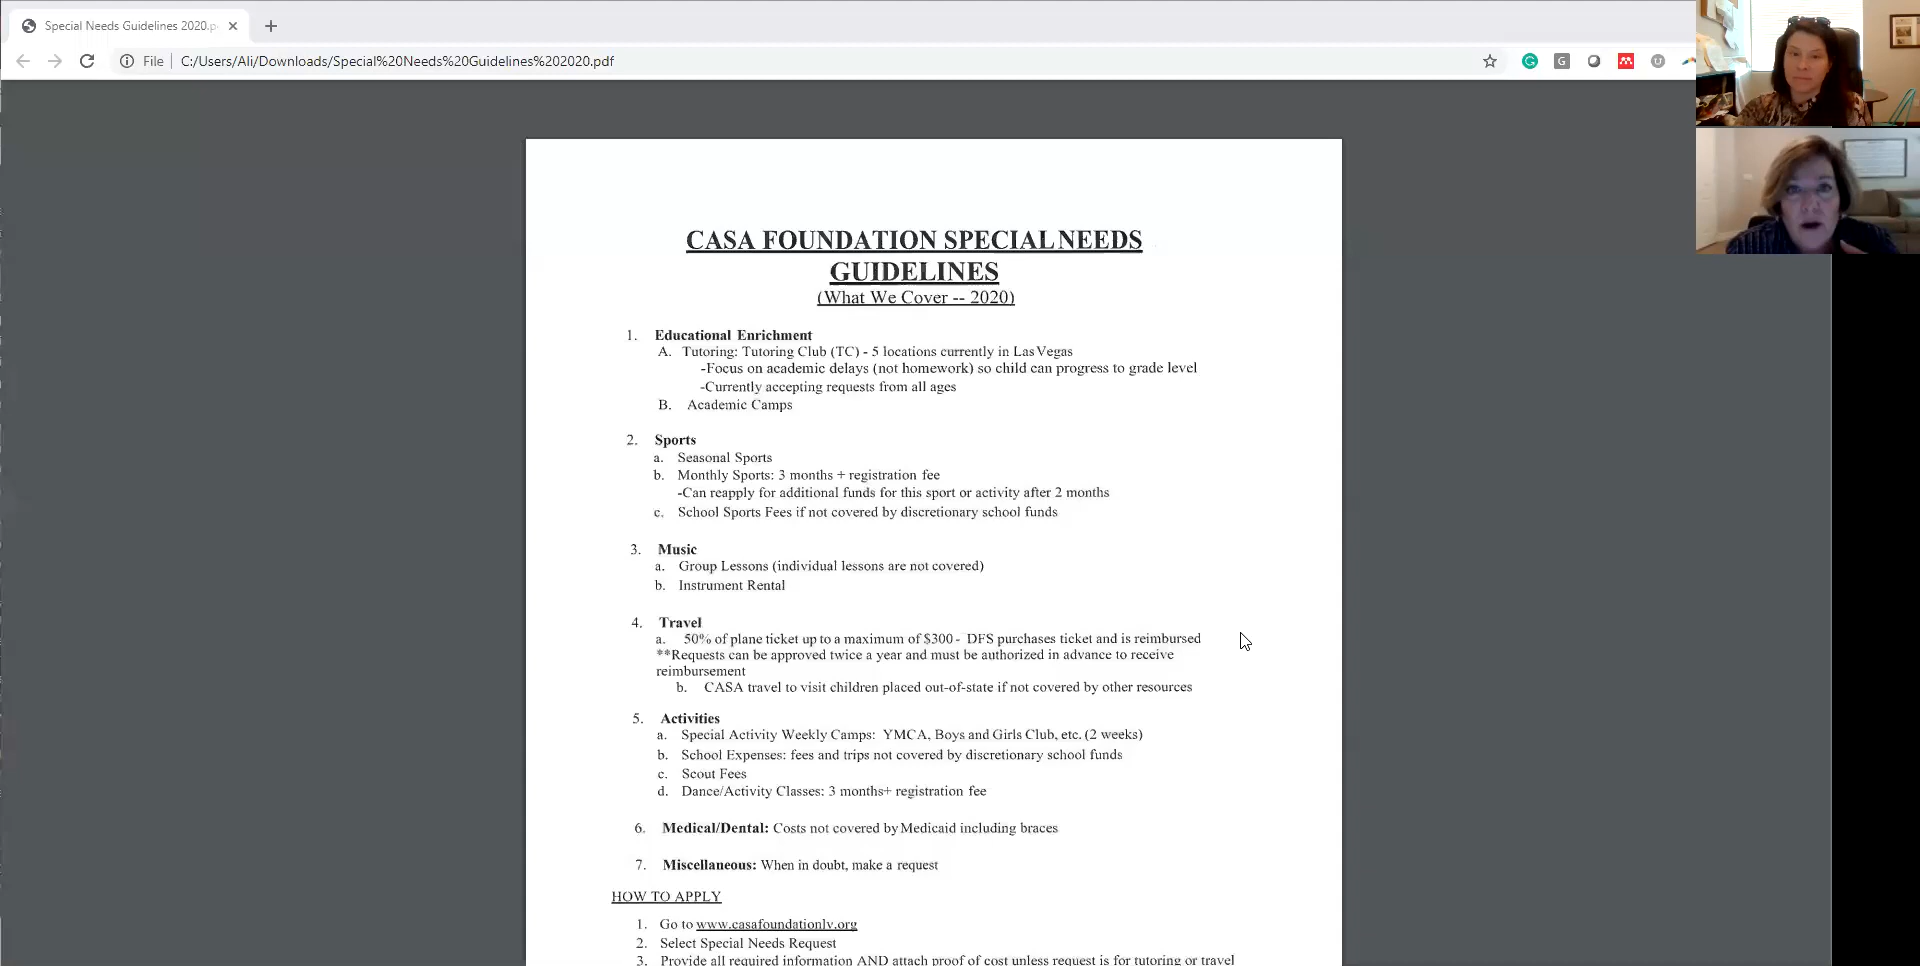 Special Needs Guidelines 2020.p
File
C:/Users/Ali/Downloads/Special%20Needs%20Guidelines%202020.pdf
CASA FOUNDATION SPECIAL NEEDS
GUIDELINES
(What We Cover -- 2020)
1. Educational Enrichment
A. Tutoring: Tutoring Club (TC) - 5 locations currently in Las Vegas
-Focus on academic delays (not homework) so child can progress to grade level
-Currently accepting requests from all ages
B. Academic Camps
2. Sports
a. Seasonal Sports
b. Monthly Sports: 3 months + registration fee
-Can reapply for additional funds for this sport or activity after 2 months
c. School Sports Fees if not covered by discretionary school funds
3. Music
a. Group Lessons (individual lessons are not covered)
b. Instrument Rental
4. Travel
a. 50% of plane ticket up to a maximum of $300 - DFS purchases ticket and is reimbursed
**Requests can be approved twice a year and must be authorized in advance to receive
reimbursement
b. CASA travel to visit children placed out-of-state if not covered by other resources
5. Activities
a. Special Activity Weekly Camps: YMCA, Boys and Girls Club, etc. (2 weeks)
b. School Expenses: fees and trips not covered by discretionary school funds
c. Scout Fees
d. Dance/Activity Classes: 3 months+ registration fee
6. Medical/Dental: Costs not covered by Medicaid including braces
7. Miscellaneous: When in doubt, make a request
HOW TO APPLY
1. Go to www.casafoundationlv.org
2. Select Special Needs Request
3. Provide all required information AND attach proof of cost unless request is for tutoring or travel